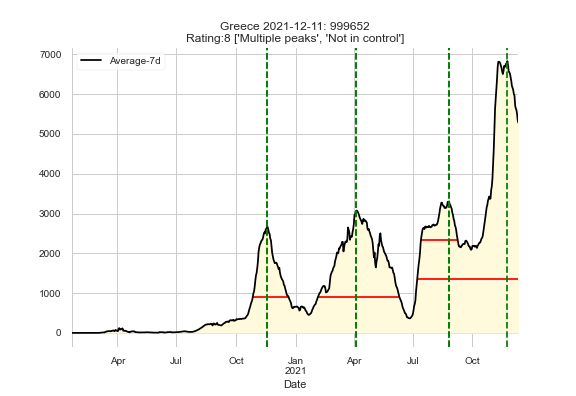 Greece 2021-12-11: 999652
Rating:8 ['Multiple peaks', 'Not in control']
7000
Average-7d
6000
5000
4000
3000
2000
1000
0
Apr Jul Oct Jan Apr Jul Oct
2021
Date